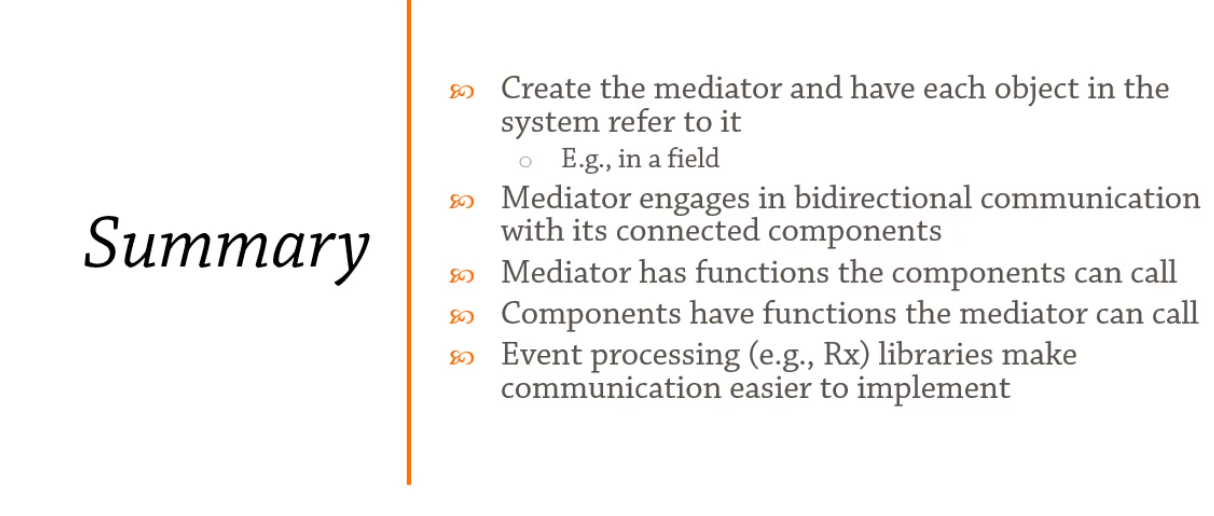 Summary
Create the mediator and have each object in the
system refer to it
E.g., in a field
Mediator engages in bidirectional communication
with its connected components
Mediator has functions the components can call
Components have functions the mediator can call
Event processing (e.g., Rx) libraries make
communication easier to implement